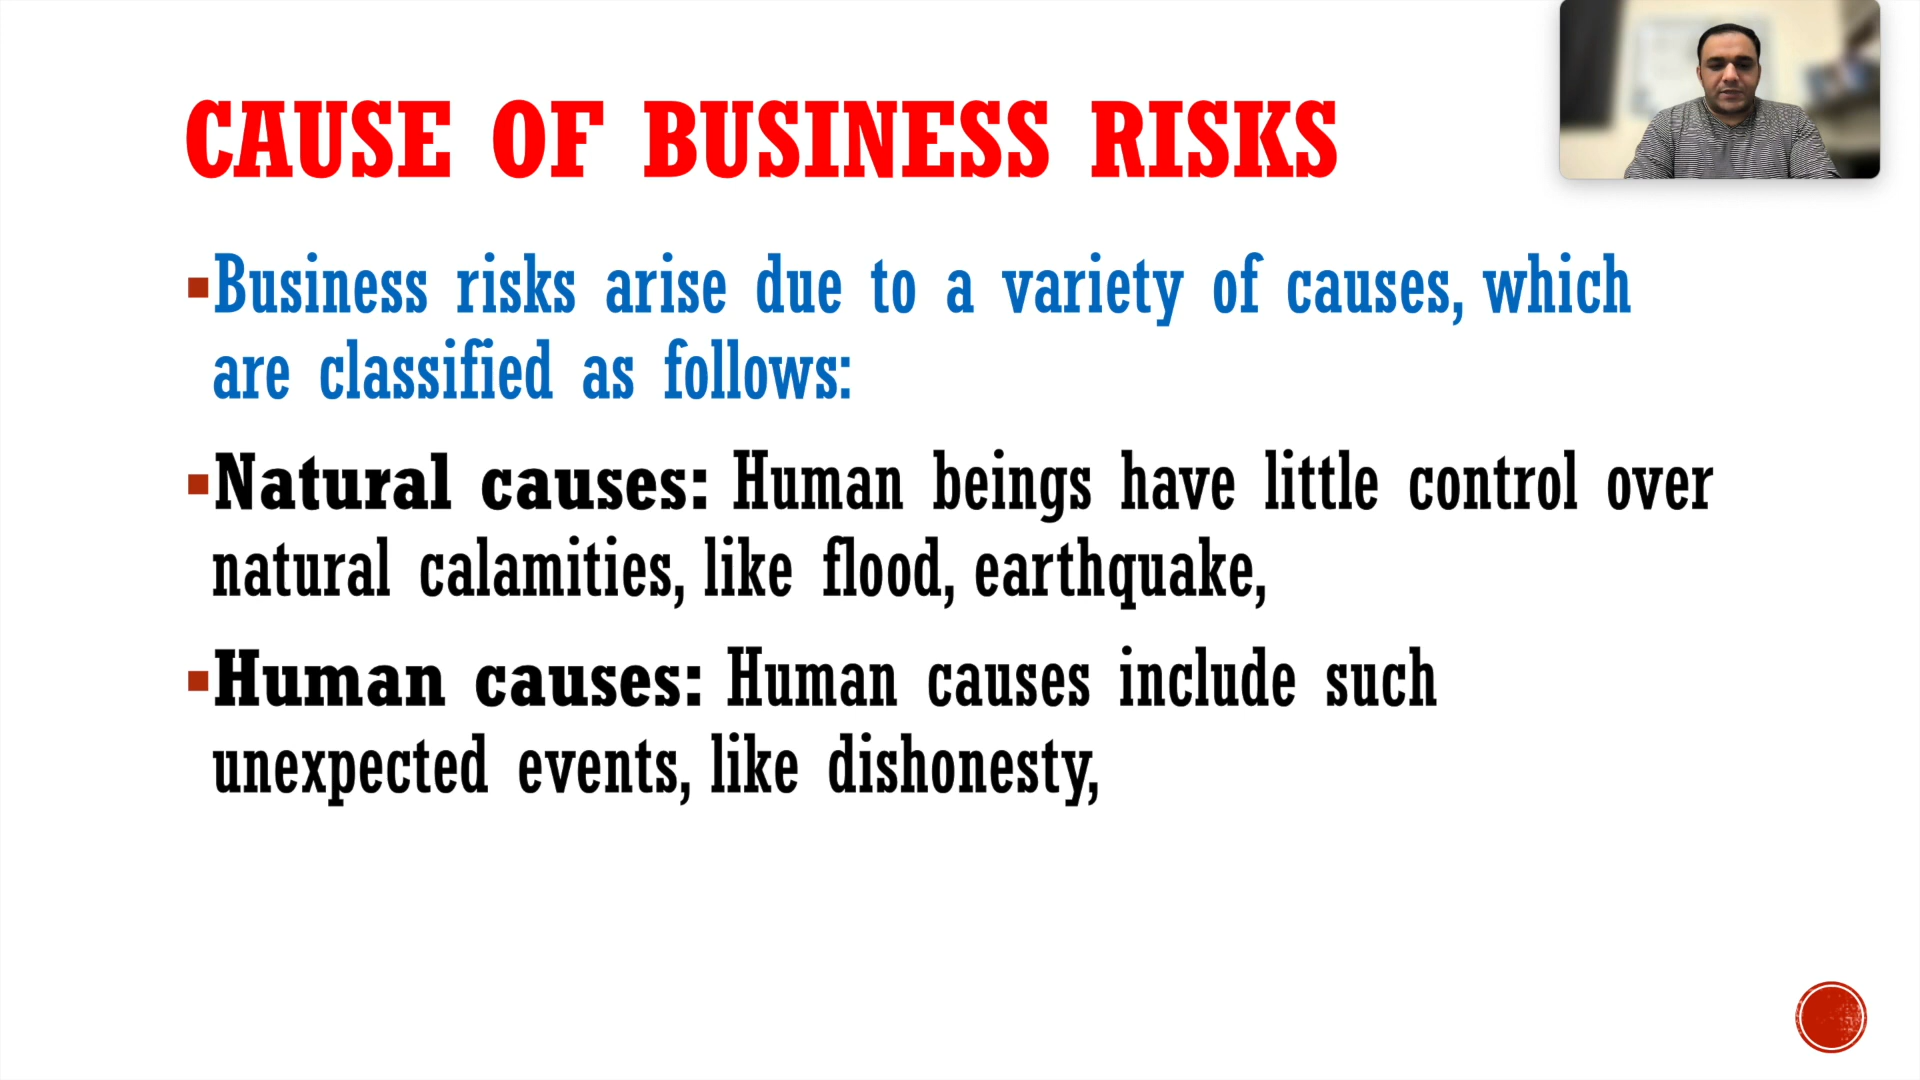 CAUSE OF BUSINESS RISKS
Business risks arise due to a variety of causes, which
are classified as follows:
Natural causes: Human beings have little control over
natural calamities, like flood, earthquake,
Human causes: Human causes include such
unexpected events, like dishonesty,